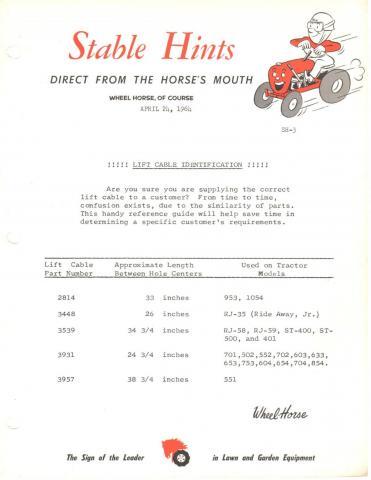 Stable Hints
DIRECT FROM THE HORSE'S MOUTH
WHEEL HORSE, OF COURSE
APRIL 24, 1964
SH-3
!!!!! LIFT CABLE IDENTIFICATION !!!!!
Are you sure you are supplying the correct
lift cable to a customer? From time to time,
comfusion exists, due to the similarity of parts.
This handy reference guide will help save time in
determining a specific customer's requirements.
Lift Cable Approximate Length Used on Tractor
Part Number Between Hole Centers Models
2814 33 inches 953, 1054
3448 26 inches RJ-35 (Ride Away, Jr.)
3539 34 3/4 inches RJ-58, RJ-59, ST-400, ST-
500, and 401
3931 24 3/4 inches 701,502,552,702,603,633,
653,753,604,654,704,854.
3957 38 3/4 inches 551
Wheel Horse
The Sign of the Leader in Lawn and Garden Equipment